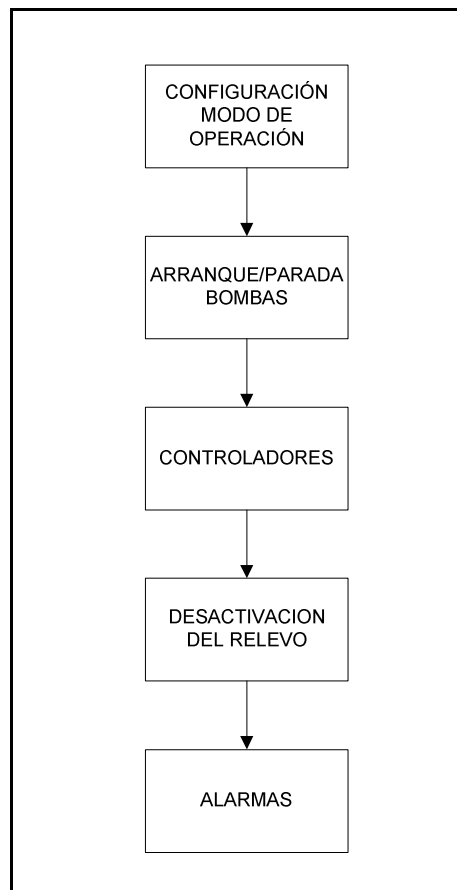 CONFIGURACIÓN
MODO DE
OPERACIÓN
ARRANQUE/PARADA
BOMBAS
CONTROLADORES
DESACTIVACION
DEL RELEVO
ALARMAS